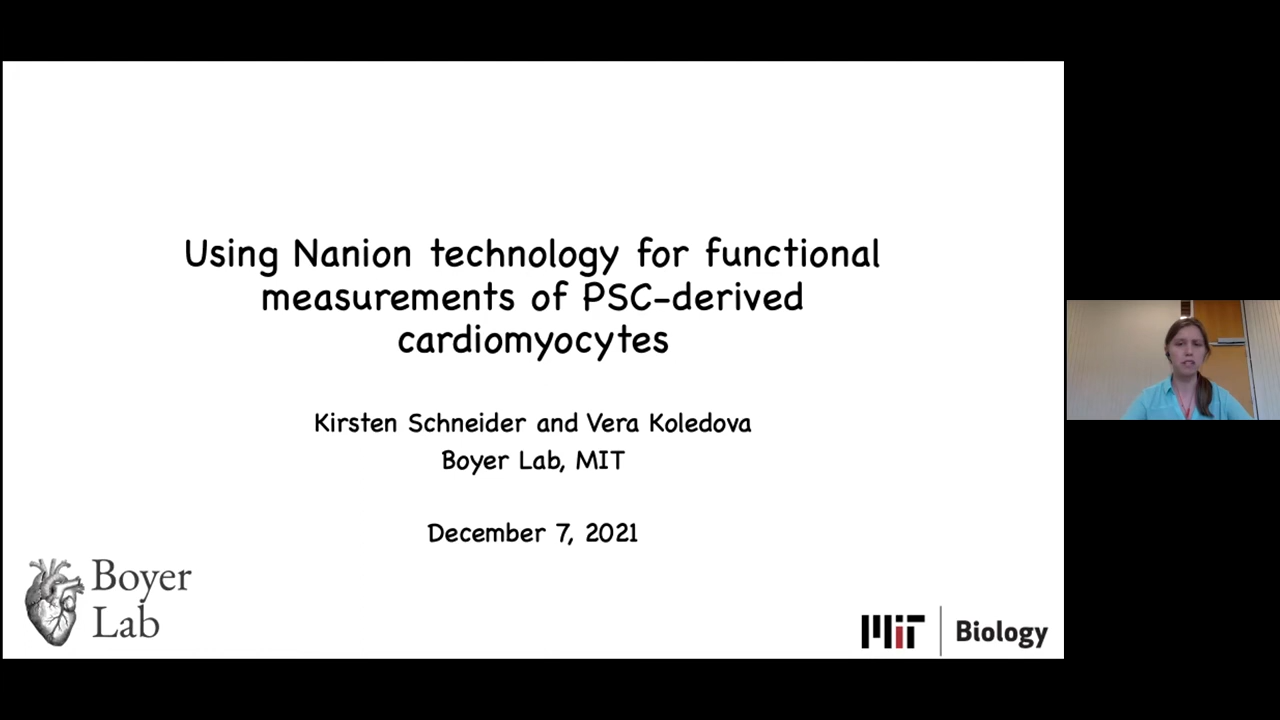 Using Nanion technology for functional
measurements of PSC-derived
cardiomyocytes
Kirsten Schneider and Vera Koledova
Boyer Lab, MIT
December 7, 2021
Boyer
Lab
MIT
Biology